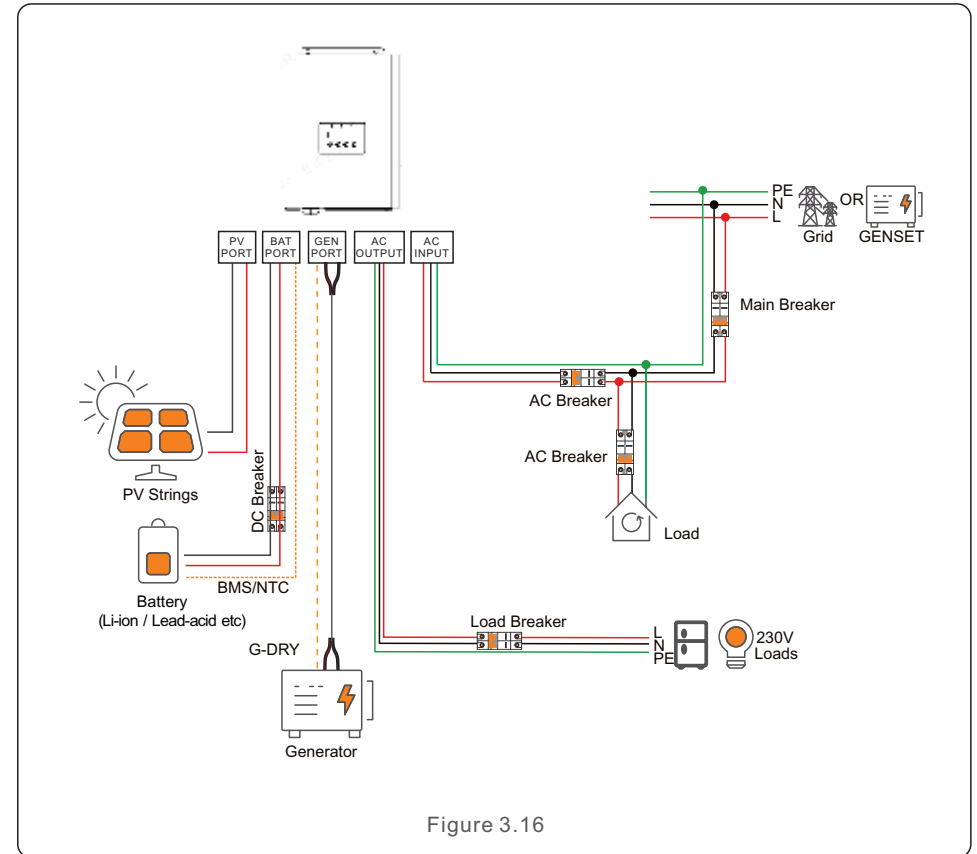 PE
N
L
OR
Grid
GENSET
PV
PORT
BAT
PORT
GEN
PORT
AC
OUTPUT
AC
INPUT
Main Breaker
AC Breaker
AC Breaker
Load
PV Strings
DC Breaker
BMS/NTC
Battery
(Li-ion / Lead-acid etc)
G-DRY
Generator
Load Breaker
L
N
PE
230V
Loads
Figure 3.16